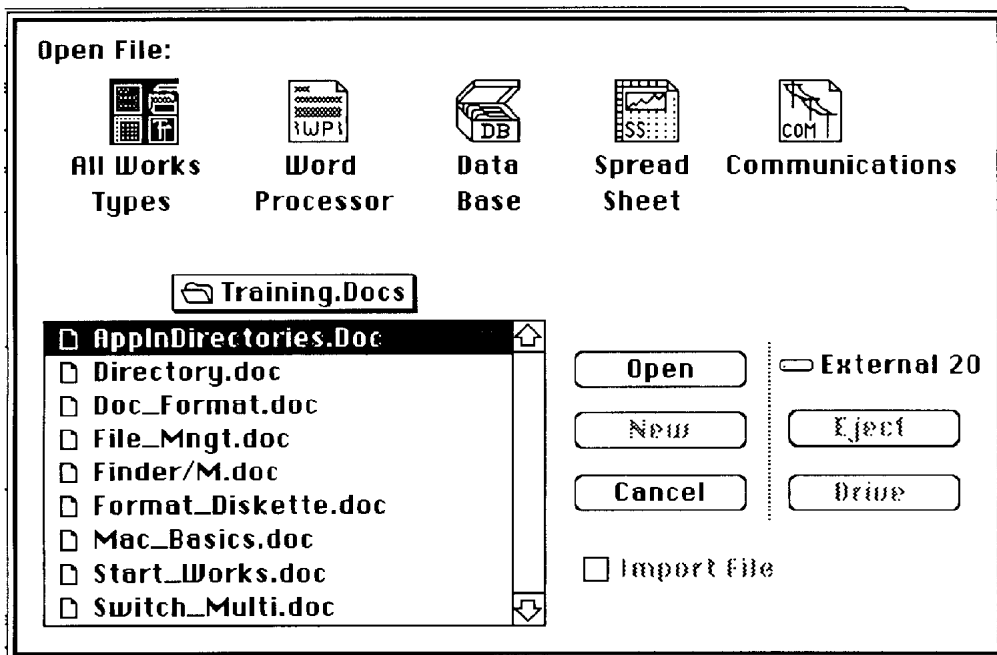 Open File:
WP
DB
SS
COM
All Works Types
Word Processor
Data Base
Spread Sheet
Communications
Training.Docs
ApplnDirectories.Doc
Directory.doc
Doc_Format.doc
File_Mngt.doc
Finder/M.doc
Format_Diskette.doc
Mac_Basics.doc
Start_Works.doc
Switch_Multi.doc
Open
New
Cancel
External 20
Eject
Drive
Import File